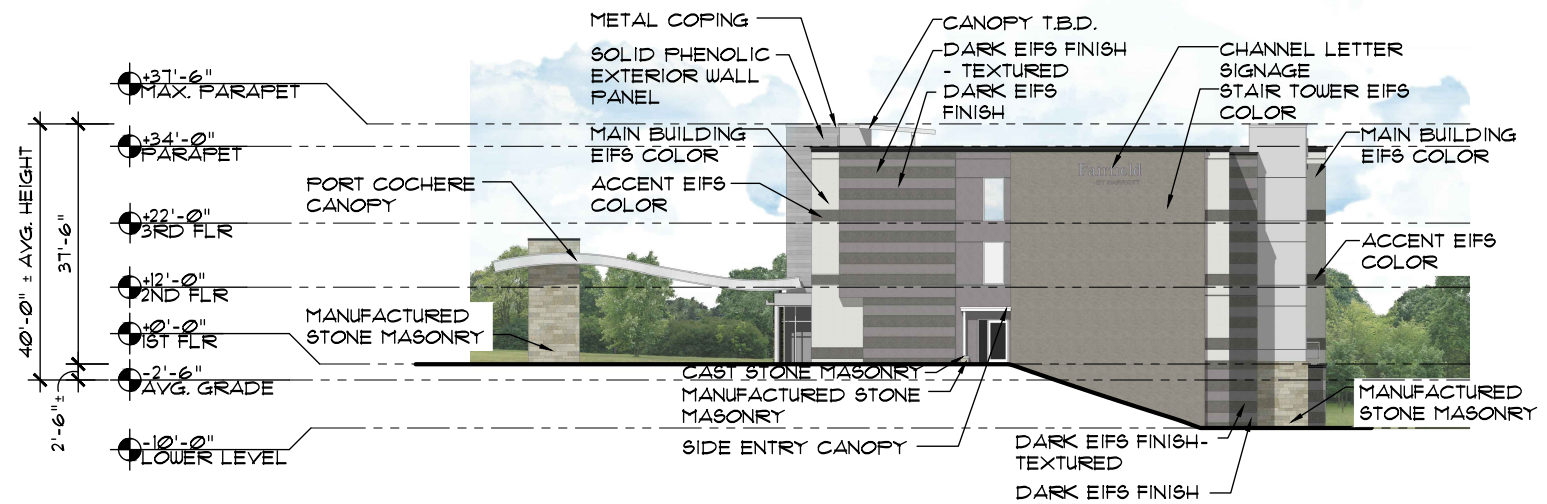 METAL COPING
SOLID PHENOLIC
EXTERIOR WALL
PANEL
MAIN BUILDING
EIFS COLOR
ACCENT EIFS
COLOR
CANOPY T.B.D.
DARK EIFS FINISH
- TEXTURED
DARK EIFS
FINISH
CHANNEL LETTER
SIGNAGE
STAIR TOWER EIFS
COLOR
MAIN BUILDING
EIFS COLOR
ACCENT EIFS
COLOR
+37'-6"
MAX. PARAPET
+34'-0"
PARAPET
+22'-0"
3RD FLR
+12'-0"
2ND FLR
+0'-0"
1ST FLR
-2'-6"
AVG. GRADE
-10'-0"
LOWER LEVEL
40'-0" ± AVG. HEIGHT
37'-6"
2'-6"±
PORT COCHERE
CANOPY
MANUFACTURED
STONE MASONRY
Fairfield
BY MARRIOTT
CAST STONE MASONRY
MANUFACTURED STONE
MASONRY
SIDE ENTRY CANOPY
MANUFACTURED
STONE MASONRY
DARK EIFS FINISH-
TEXTURED
DARK EIFS FINISH